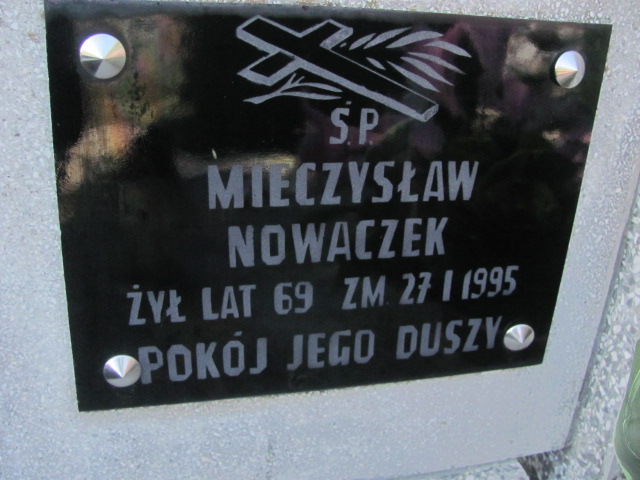 Ś.P.
MIECZYSŁAW
NOWACZEK
ŻYŁ LAT 69 ZM. 27 I 1995
POKÓJ JEGO DUSZY